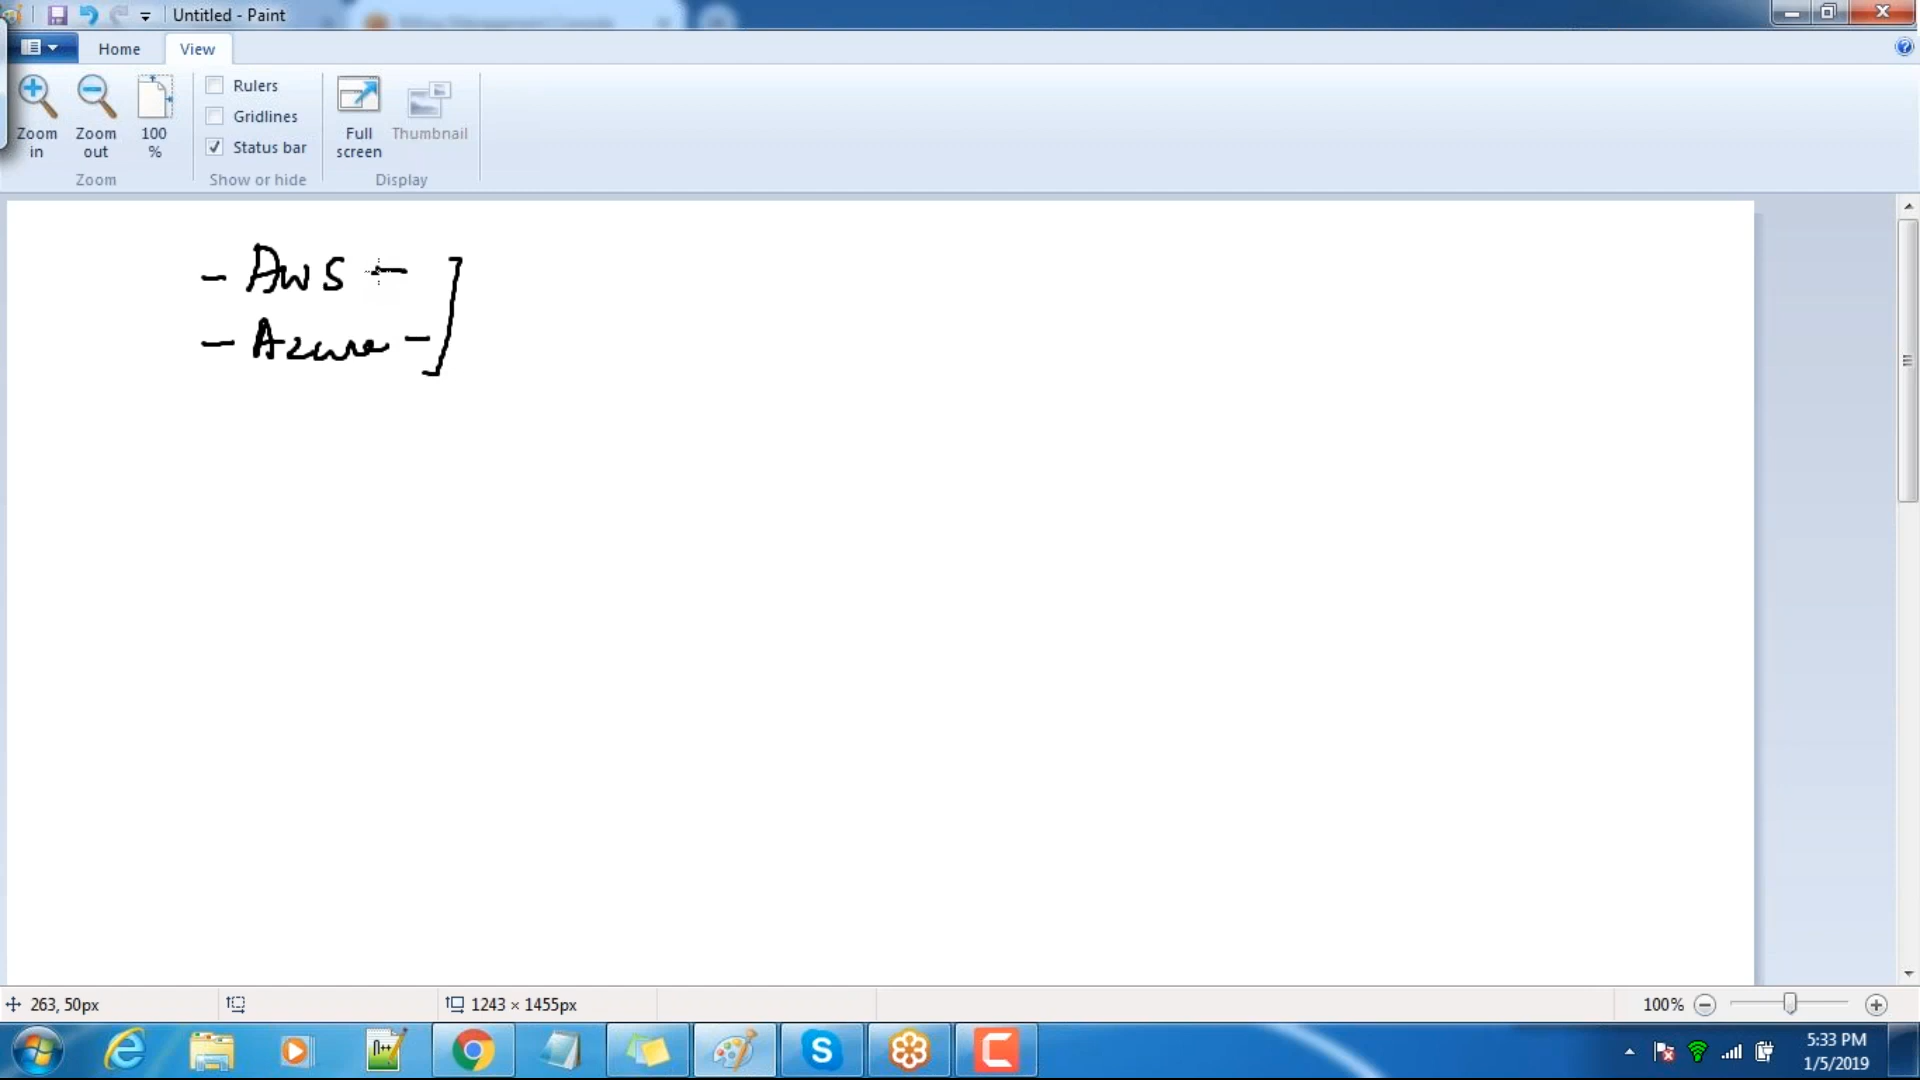 Untitled - Paint
Home
View
Zoom in
Zoom out
100 %
Rulers
Gridlines
Status bar
Full screen
Thumbnail
Zoom
Show or hide
Display
- AWS -
- Azure -
263, 50px
1243 × 1455px
100%
5:33 PM
1/5/2019